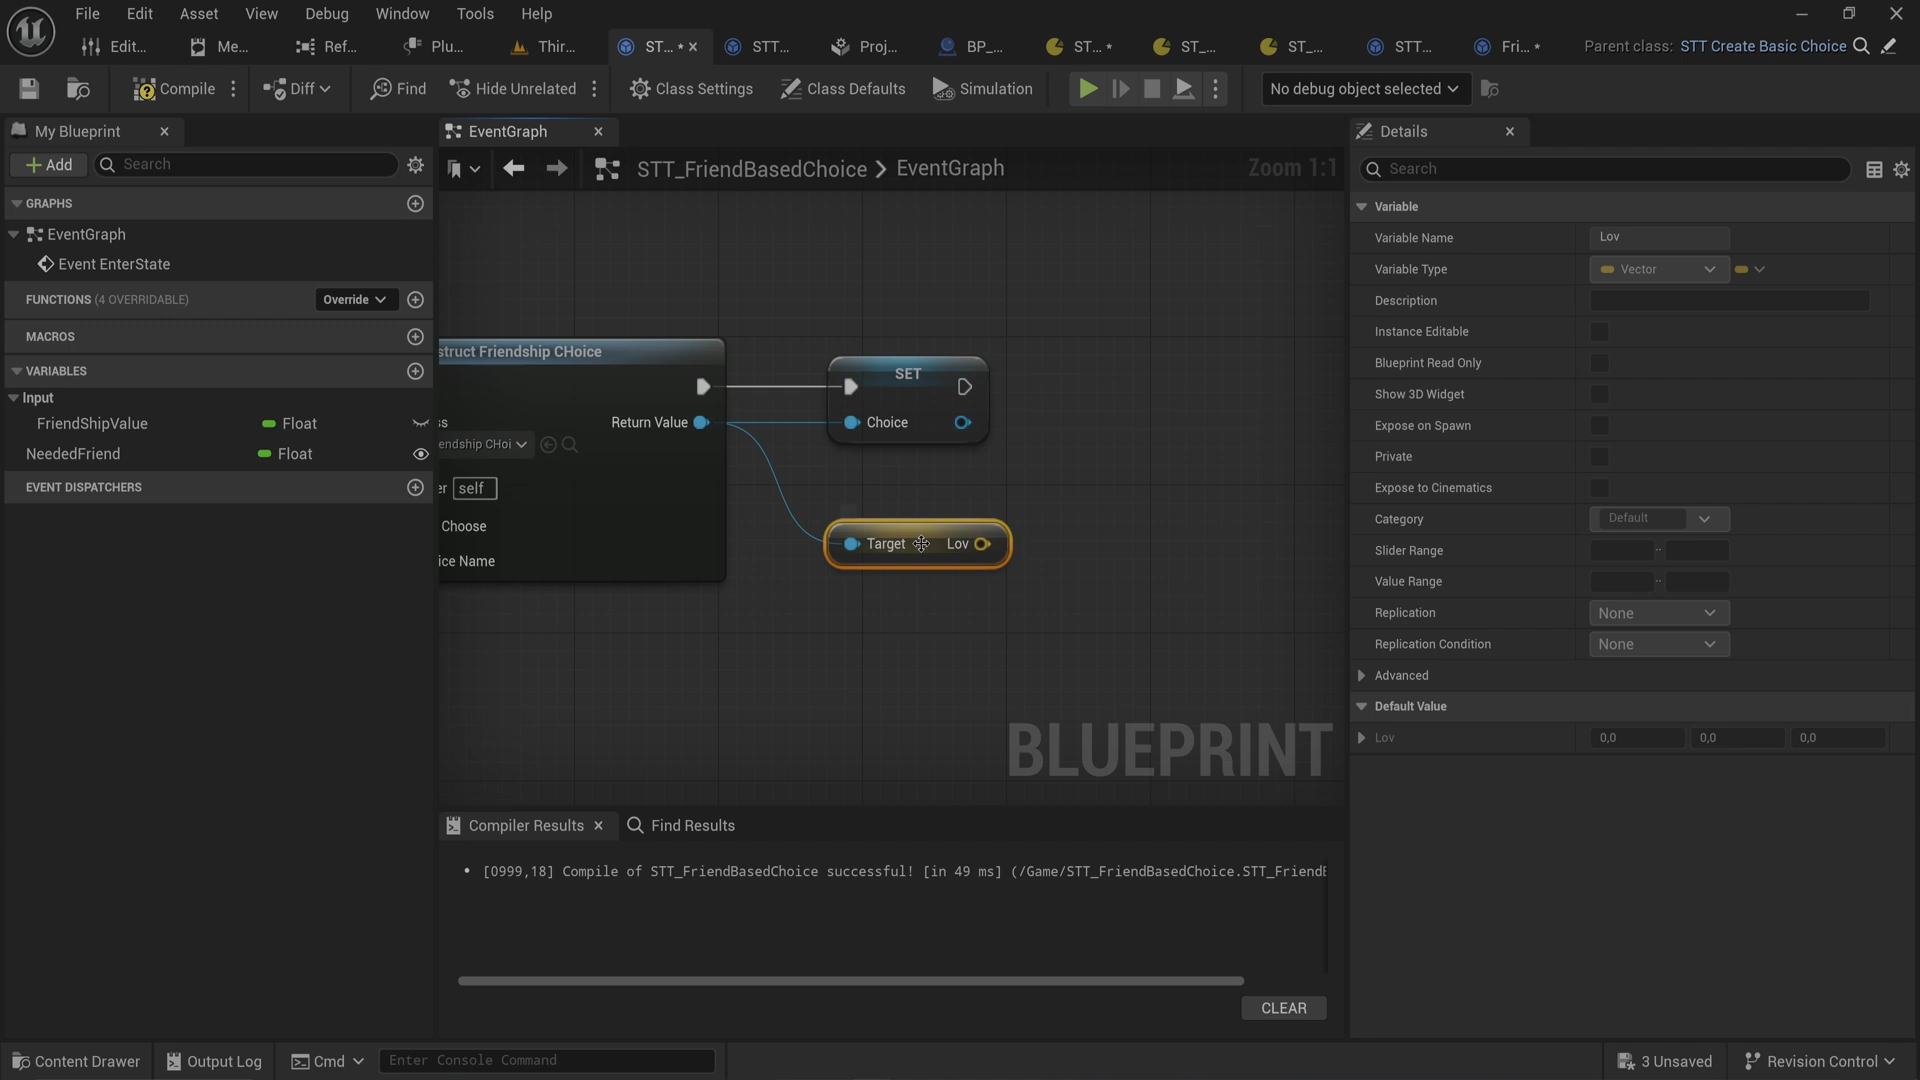 File Edit Asset View Debug Window Tools Help
Edit... Me... Ref... Plu... Thir... ST... • STT... Proj... BP_... ST... • ST_... ST_... STT... Fri... • Parent class: STT Create Basic Choice
Compile Diff Find Hide Unrelated Class Settings Class Defaults Simulation No debug object selected
My Blueprint
Add Search
GRAPHS
EventGraph
Event EnterState
FUNCTIONS (4 OVERRIDABLE) Override
MACROS
VARIABLES
Input
FriendShipValue Float
NeededFriend Float
EVENT DISPATCHERS
EventGraph
STT_FriendBasedChoice > EventGraph Zoom 1:1
struct Friendship CHoice
Return Value
ss
endship CHoi
er self
Choose
ice Name
SET
Choice
Target Lov
BLUEPRINT
Compiler Results Find Results
• [0999,18] Compile of STT_FriendBasedChoice successful! [in 49 ms] (/Game/STT_FriendBasedChoice.STT_Friend
CLEAR
Details
Search
Variable
Variable Name Lov
Variable Type Vector
Description
Instance Editable
Blueprint Read Only
Show 3D Widget
Expose on Spawn
Private
Expose to Cinematics
Category Default
Slider Range ..
Value Range ..
Replication None
Replication Condition None
Advanced
Default Value
Lov 0,0 0,0 0,0
Content Drawer Output Log Cmd Enter Console Command 3 Unsaved Revision Control